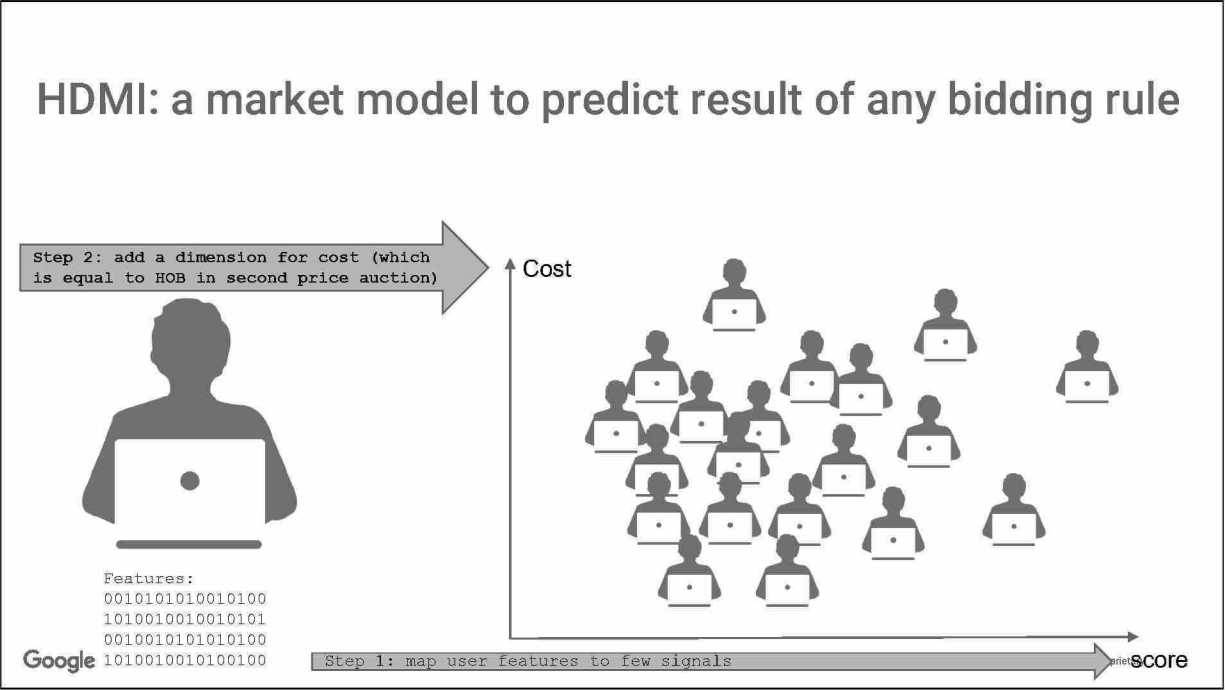 HDMI: a market model to predict result of any bidding rule
Step 2: add a dimension for cost (which
is equal to HOB in second price auction)
Cost
Features:
0010101010010100
1010010010010101
0010010101010100
1010010010100100
Google
Step 1: map user features to few signals
score